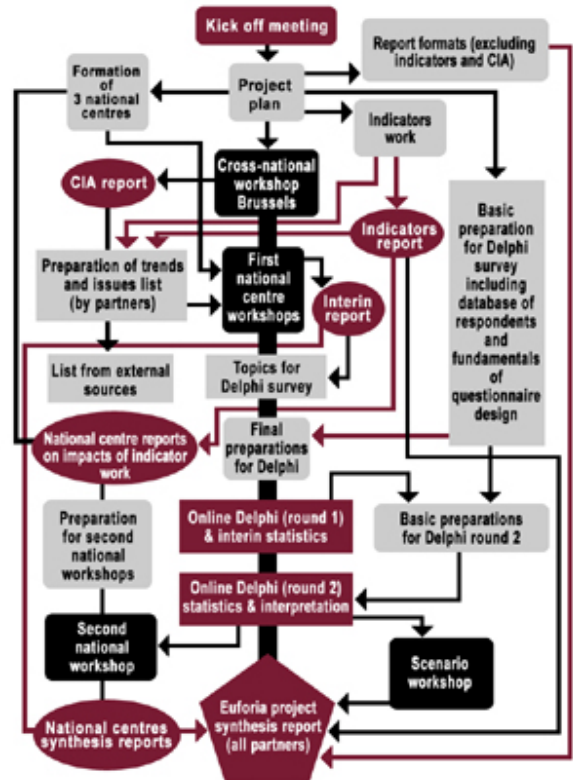 Kick off meeting
Report formats (excluding
indicators and CIA)
Formation of
3 national
centres
Project
plan
Indicators
work
Cross-national
workshop
Brussels
CIA report
Basic
preparation
for Delphi
survey
including
database of
respondents
and
fundamentals
of
questionnaire
design
Indicators
report
Preparation of trends
and issues list
(by partners)
First
national
centre
workshops
Interin
report
List from external
sources
Topics for
Delphi survey
National centre reports
on impacts of indicator
work
Final
preparations
for Delphi
Online Delphi (round 1)
& interin statistics
Basic preparations
for Delphi round 2
Preparation
for second
national
workshops
Online Delphi (round 2)
statistics & interpretation
Second
national
workshop
Scenario
workshop
Euforia project
synthesis report
(all partners)
National centres
synthesis reports